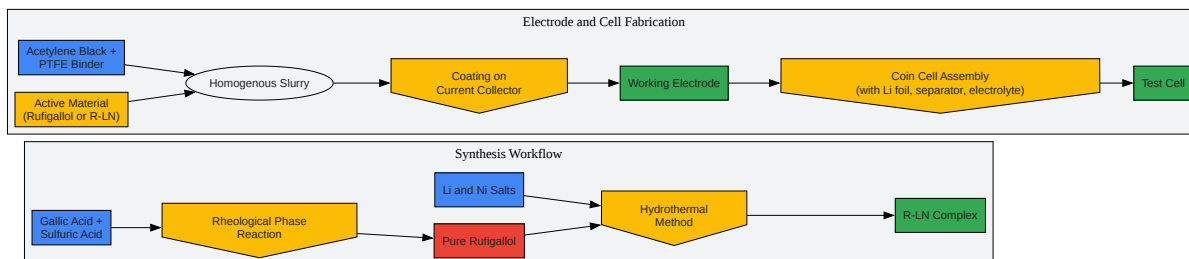 Electrode and Cell Fabrication
Acetylene Black +
PTFE Binder
Active Material
(Rufigallol or R-LN)
Homogenous Slurry
Coating on
Current Collector
Working Electrode
Coin Cell Assembly
(with Li foil, separator, electrolyte)
Test Cell
Synthesis Workflow
Gallic Acid +
Sulfuric Acid
Rheological Phase
Reaction
Li and Ni Salts
Pure Rufigallol
Hydrothermal
Method
R-LN Complex